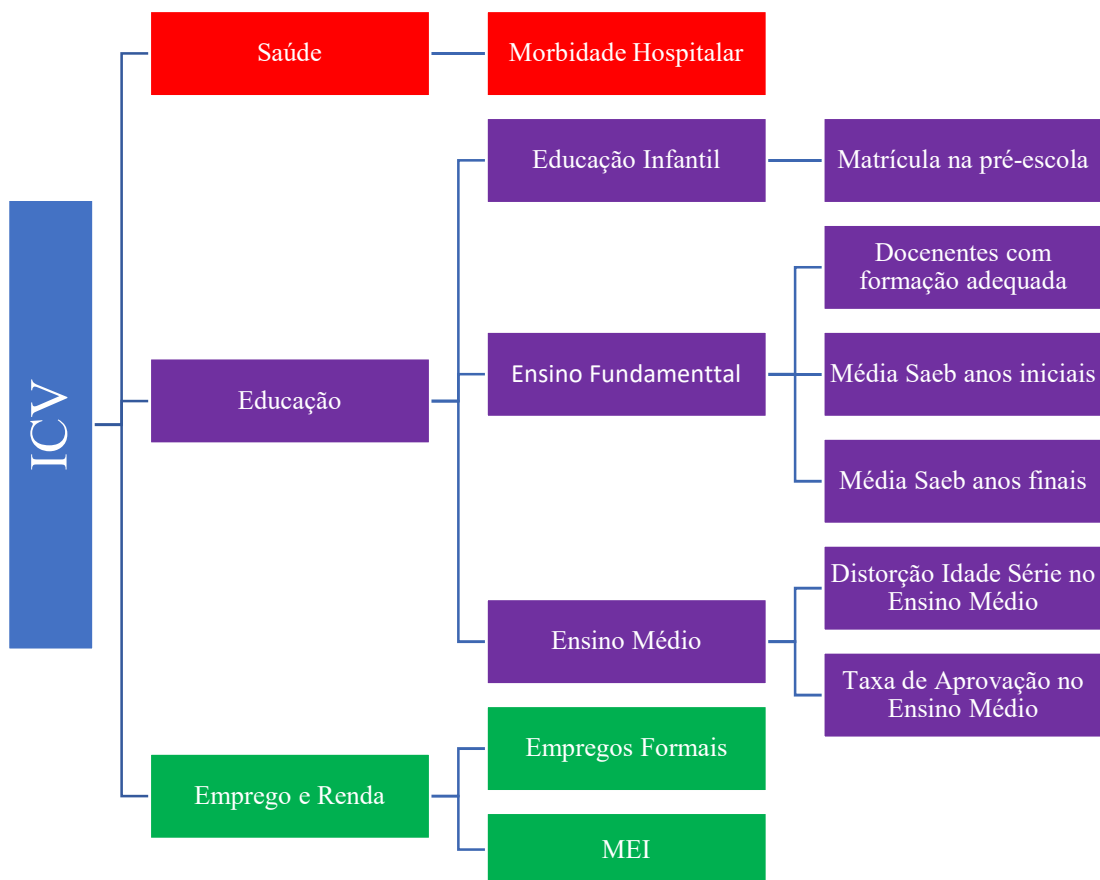 ICV
Saúde
Morbidade Hospitalar
Educação
Educação Infantil
Matrícula na pré-escola
Ensino Fundamenttal
Docenentes com
formação adequada
Média Saeb anos iniciais
Média Saeb anos finais
Ensino Médio
Distorção Idade Série no
Ensino Médio
Taxa de Aprovação no
Ensino Médio
Emprego e Renda
Empregos Formais
MEI